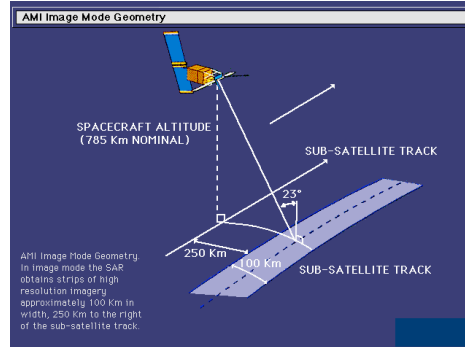 AMI Image Mode Geometry
SPACECRAFT ALTITUDE
(785 Km NOMINAL)
SUB-SATELLITE TRACK
23°
250 Km
100 Km
SUB-SATELLITE TRACK
AMI Image Mode Geometry
In image mode the SAR
obtains strips of high
resolution imagery
approximately 100 Km in
width, 250 Km to the right
of the sub-satellite track.